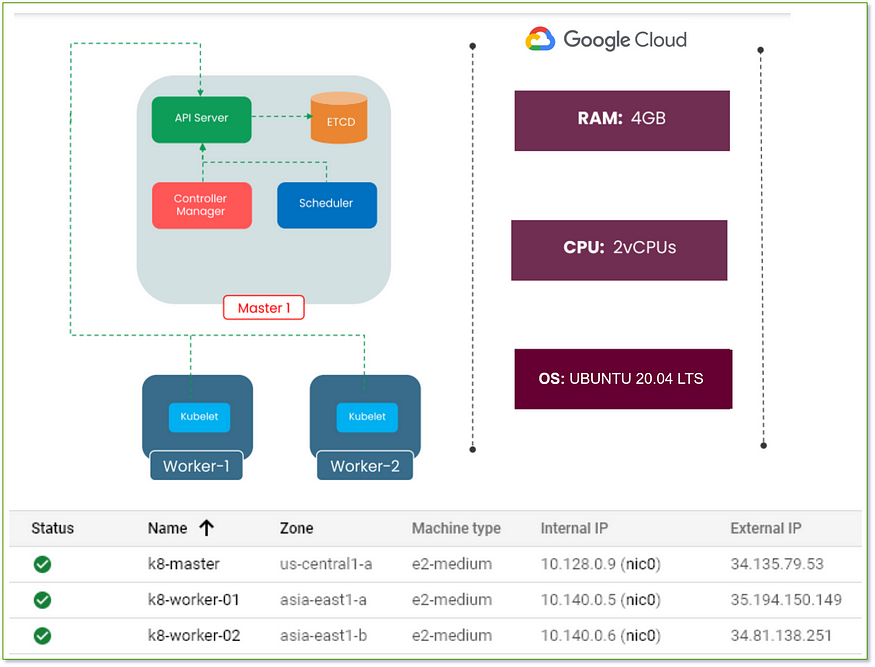 Google Cloud
API Server
ETCD
RAM: 4GB
Controller
Manager
Scheduler
CPU: 2vCPUs
Master 1
OS: UBUNTU 20.04 LTS
Kubelet
Kubelet
Worker-1
Worker-2
Status Name ↑ Zone Machine type Internal IP External IP
k8-master us-central1-a e2-medium 10.128.0.9 (nic0) 34.135.79.53
k8-worker-01 asia-east1-a e2-medium 10.140.0.5 (nic0) 35.194.150.149
k8-worker-02 asia-east1-b e2-medium 10.140.0.6 (nic0) 34.81.138.251